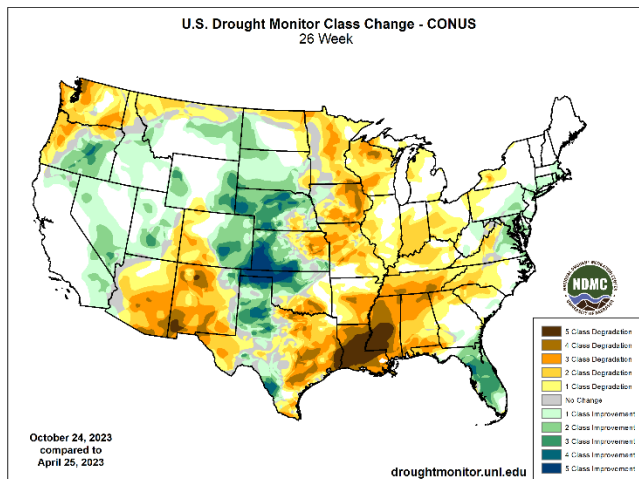 U.S. Drought Monitor Class Change - CONUS
26 Week
NDMC
5 Class Degradation
4 Class Degradation
3 Class Degradation
2 Class Degradation
1 Class Degradation
No Change
1 Class Improvement
2 Class Improvement
3 Class Improvement
4 Class Improvement
5 Class Improvement
October 24, 2023
compared to
April 25, 2023
droughtmonitor.unl.edu